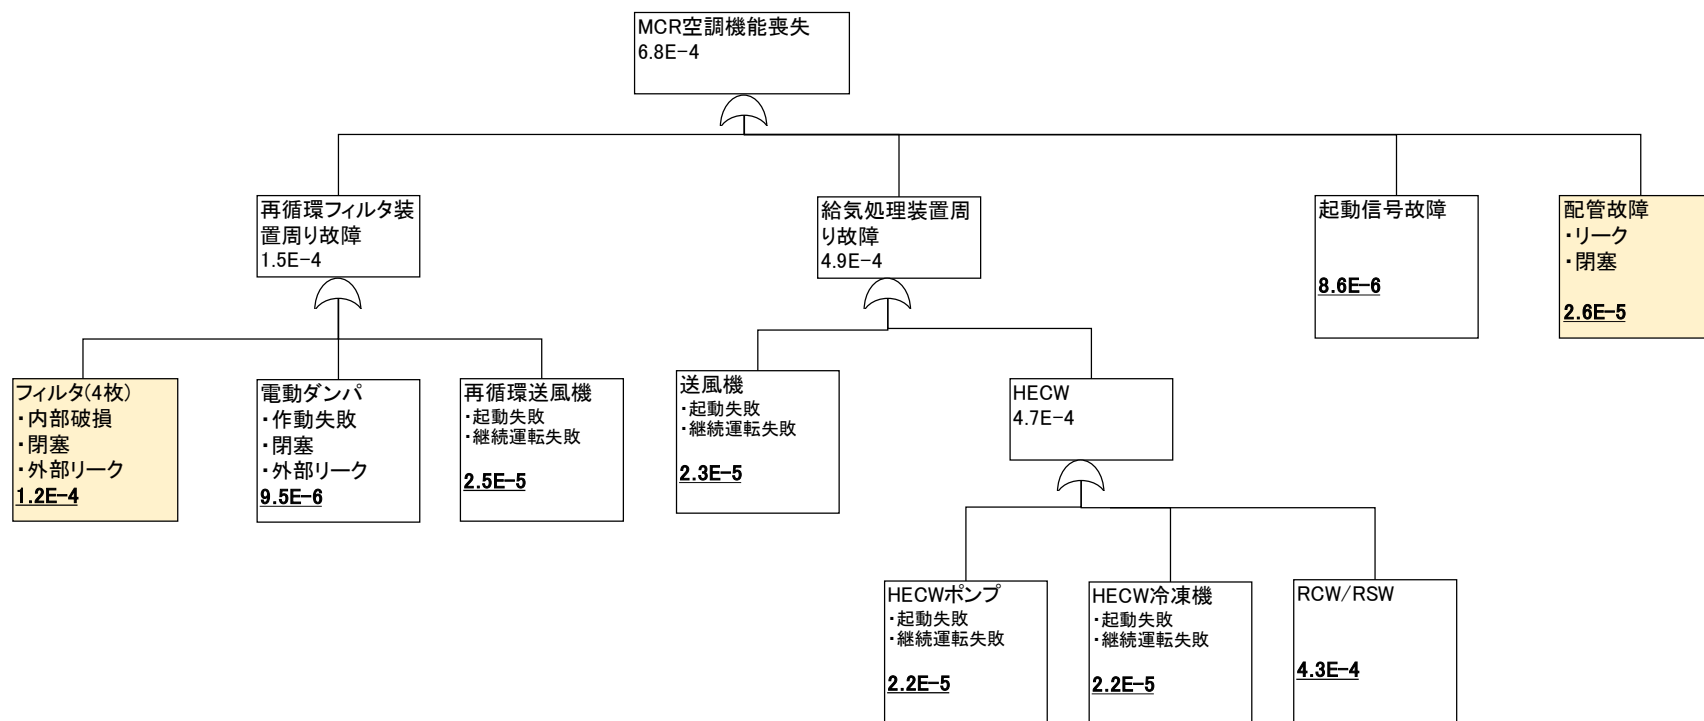 MCR空調機能喪失
6.8E-4
再循環フィルタ装
置周り故障
1.5E-4
給気処理装置周
り故障
4.9E-4
起動信号故障
8.6E-6
配管故障
・リーク
・閉塞
2.6E-5
フィルタ(4枚)
・内部破損
・閉塞
・外部リーク
1.2E-4
電動ダンパ
・作動失敗
・閉塞
・外部リーク
9.5E-6
再循環送風機
・起動失敗
・継続運転失敗
2.5E-5
送風機
・起動失敗
・継続運転失敗
2.3E-5
HECW
4.7E-4
HECWポンプ
・起動失敗
・継続運転失敗
2.2E-5
HECW冷凍機
・起動失敗
・継続運転失敗
2.2E-5
RCW/RSW
4.3E-4